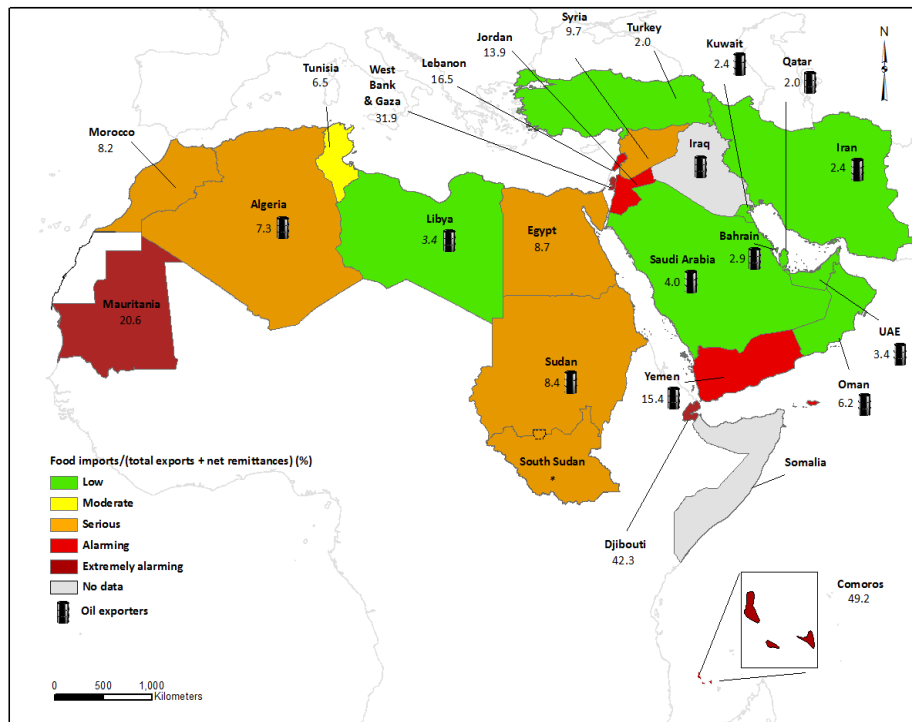 Syria
9.7
Turkey
2.0
Jordan
13.9
Kuwait
2.4
N
Lebanon
16.5
Qatar
2.0
Tunisia
6.5
West
Bank
& Gaza
31.9
Morocco
8.2
Iraq
Iran
2.4
Algeria
7.3
Libya
3.4
Egypt
8.7
Bahrain
2.9
Saudi Arabia
4.0
Mauritania
20.6
UAE
3.4
Sudan
8.4
Yemen
15.4
Oman
6.2
South Sudan
*
Somalia
Djibouti
42.3
Comoros
49.2
Food imports/(total exports + net remittances) (%)
Low
Moderate
Serious
Alarming
Extremely alarming
No data
Oil exporters
0 500 1,000
Kilometers